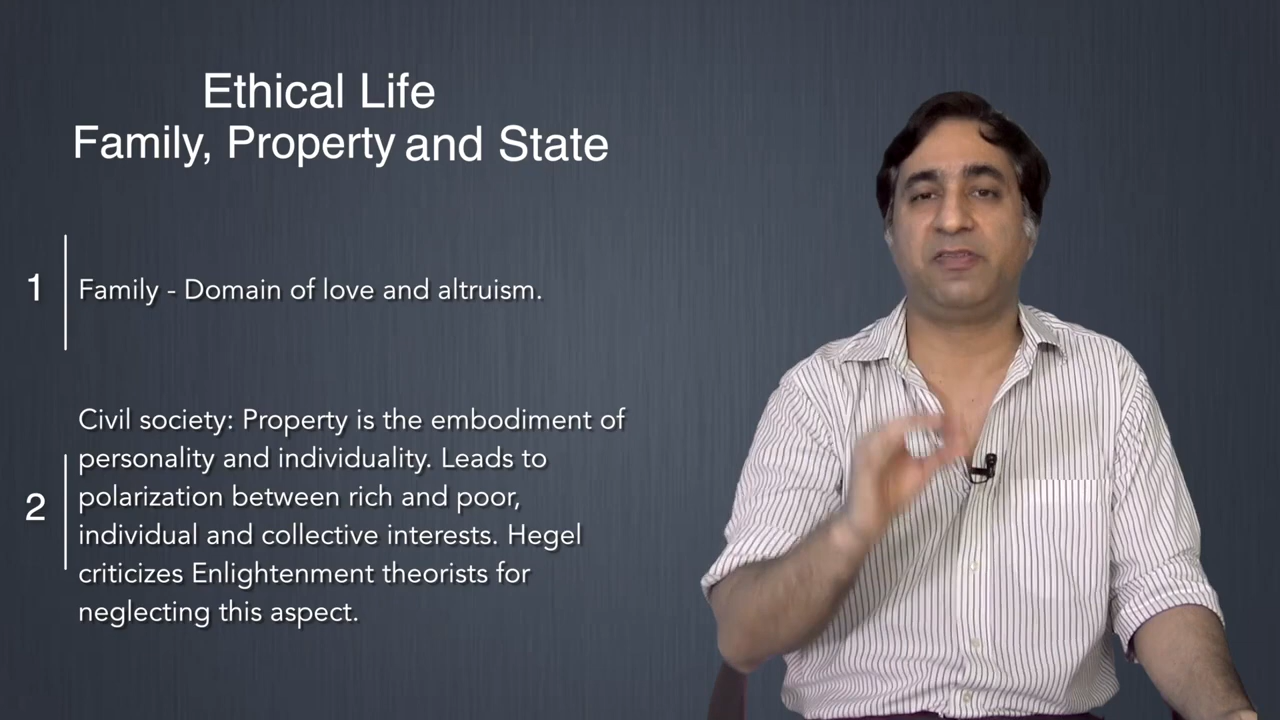 Ethical Life
Family, Property and State
1
Family - Domain of love and altruism.
2
Civil society: Property is the embodiment of
personality and individuality. Leads to
polarization between rich and poor,
individual and collective interests. Hegel
criticizes Enlightenment theorists for
neglecting this aspect.